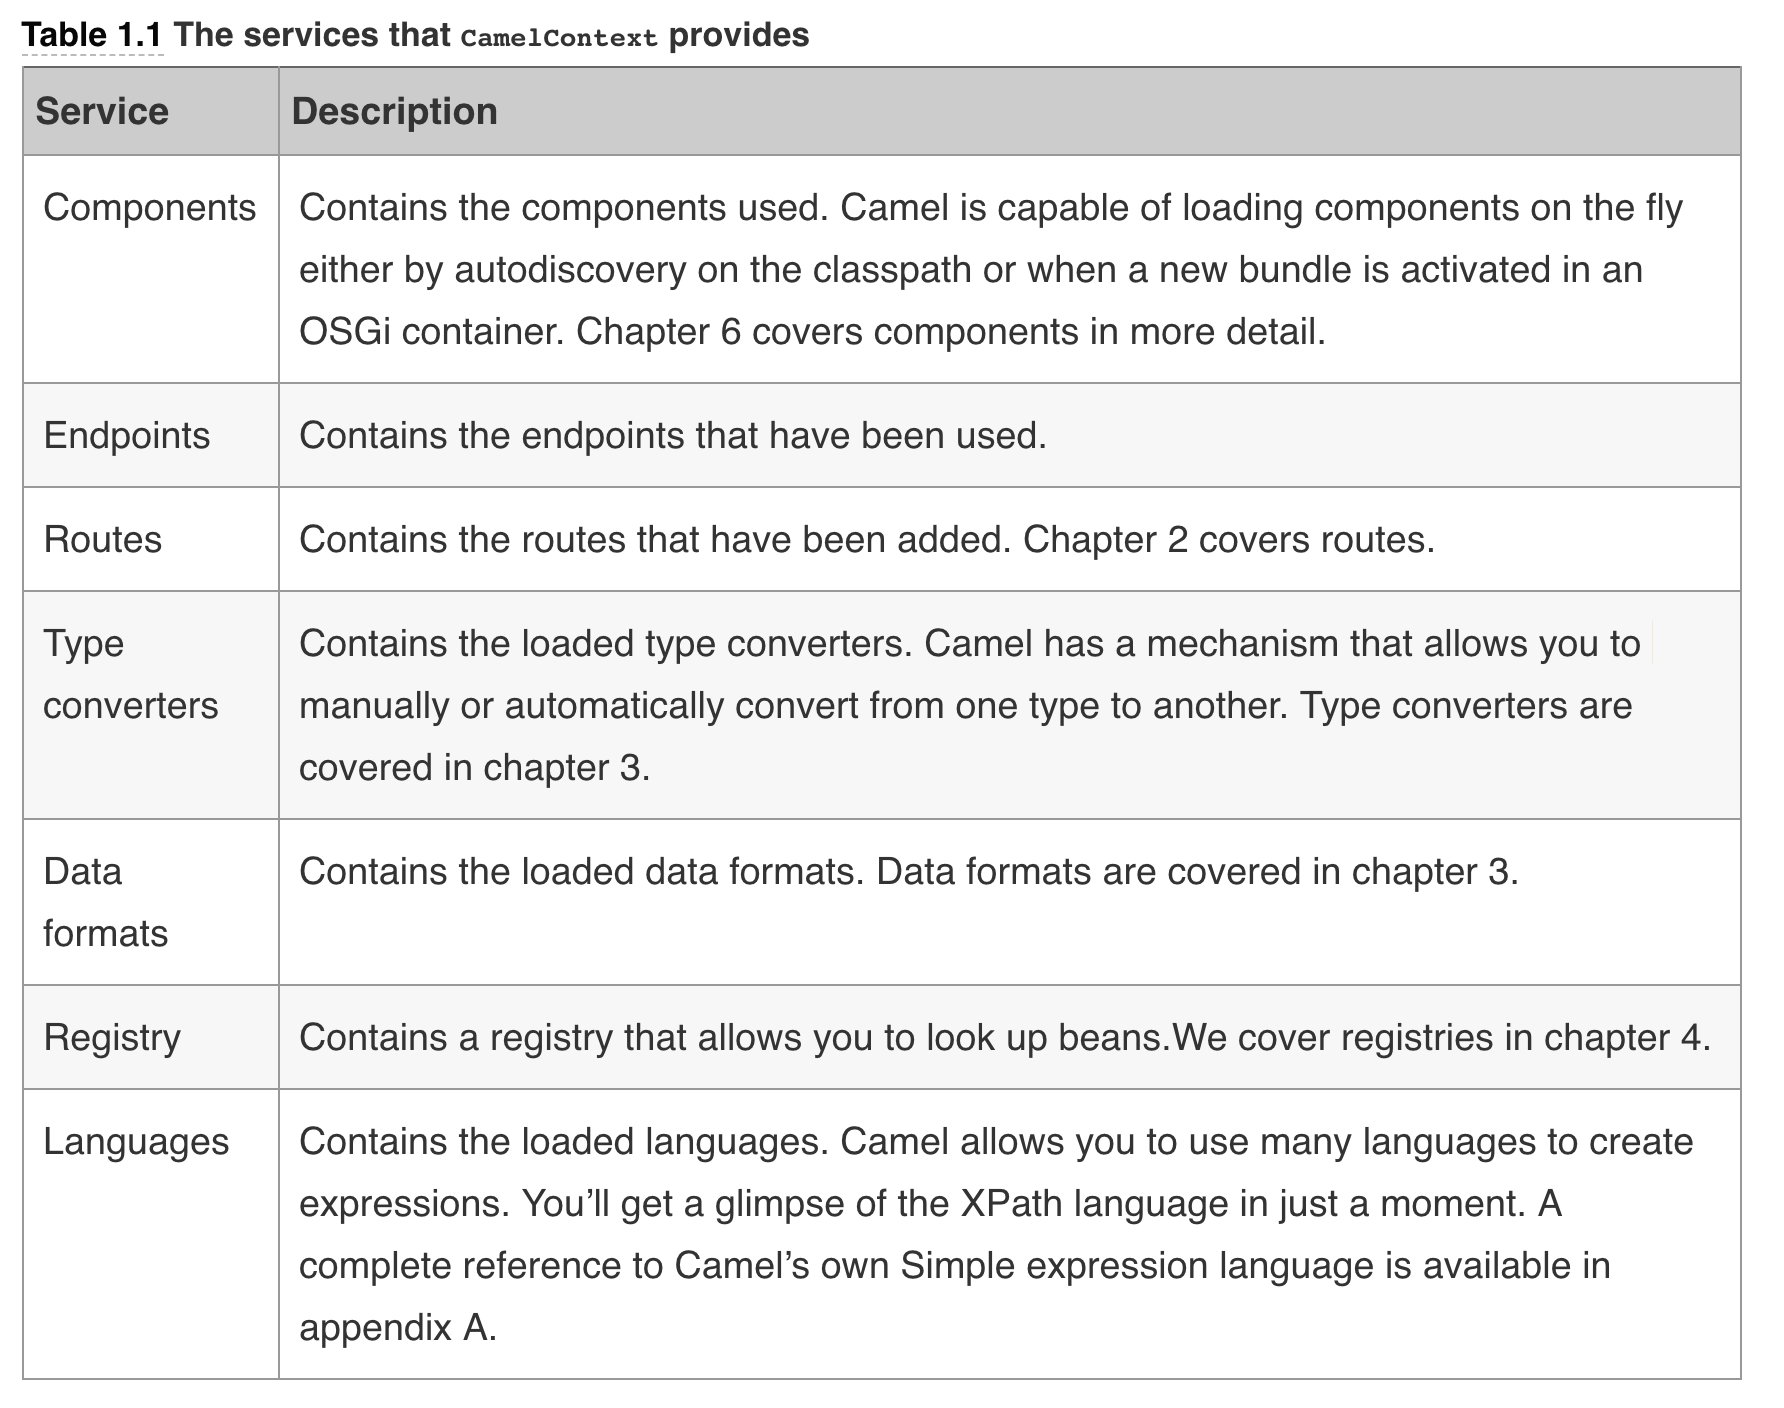 Table 1.1 The services that CamelContext provides
Service
Description
Components
Contains the components used. Camel is capable of loading components on the fly
either by autodiscovery on the classpath or when a new bundle is activated in an
OSGi container. Chapter 6 covers components in more detail.
Endpoints
Contains the endpoints that have been used.
Routes
Contains the routes that have been added. Chapter 2 covers routes.
Type
converters
Contains the loaded type converters. Camel has a mechanism that allows you to
manually or automatically convert from one type to another. Type converters are
covered in chapter 3.
Data
formats
Contains the loaded data formats. Data formats are covered in chapter 3.
Registry
Contains a registry that allows you to look up beans.We cover registries in chapter 4.
Languages
Contains the loaded languages. Camel allows you to use many languages to create
expressions. You’ll get a glimpse of the XPath language in just a moment. A
complete reference to Camel’s own Simple expression language is available in
appendix A.